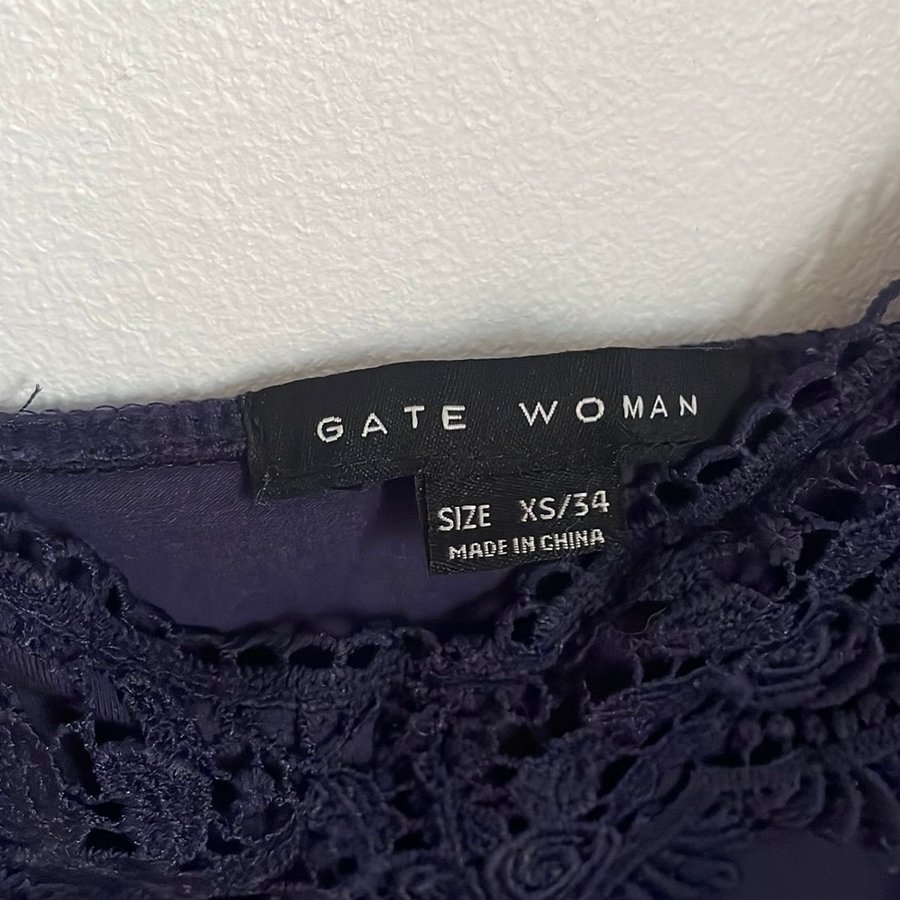 GATE WOMAN
SIZE XS/34
MADE IN CHINA